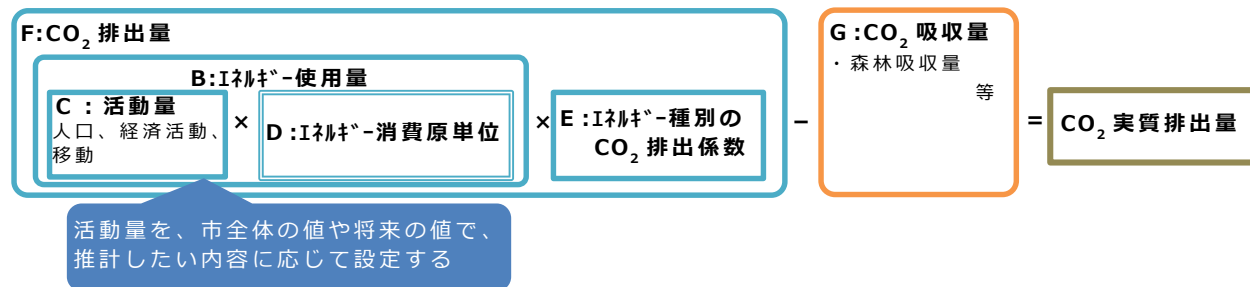 F:CO2 排出量
B:ｴﾈﾙｷﾞｰ使用量
C ：活動量
人口、経済活動、
移動
×
D:ｴﾈﾙｷﾞｰ消費原単位
×
E:ｴﾈﾙｷﾞｰ種別の
CO2 排出係数
−
G:CO2 吸収量
・森林吸収量
等
=
CO2 実質排出量
活動量を、市全体の値や将来の値で、
推計したい内容に応じて設定する